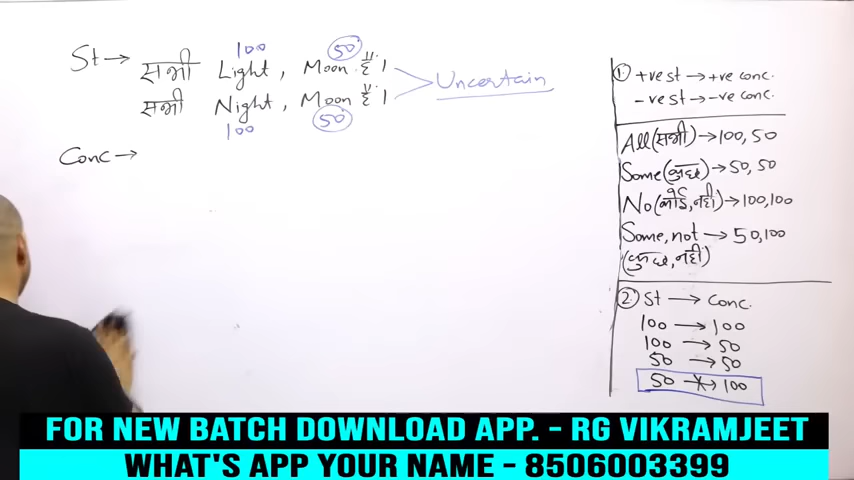 100 50
St → सभी Light, Moon हैं।
सभी Night, Moon हैं।
100 50
Uncertain
Conc →
1. +ve st → +ve conc.
-ve st → -ve conc.
All (सभी) → 100, 50
Some (कुछ) → 50, 50
No (कोई, नहीं) → 100, 100
Some, not → 50, 100
(कुछ, नहीं)
2. St → Conc.
100 → 100
100 → 50
50 → 50
50 → 100
FOR NEW BATCH DOWNLOAD APP. - RG VIKRAMJEET
WHAT'S APP YOUR NAME - 8506003399